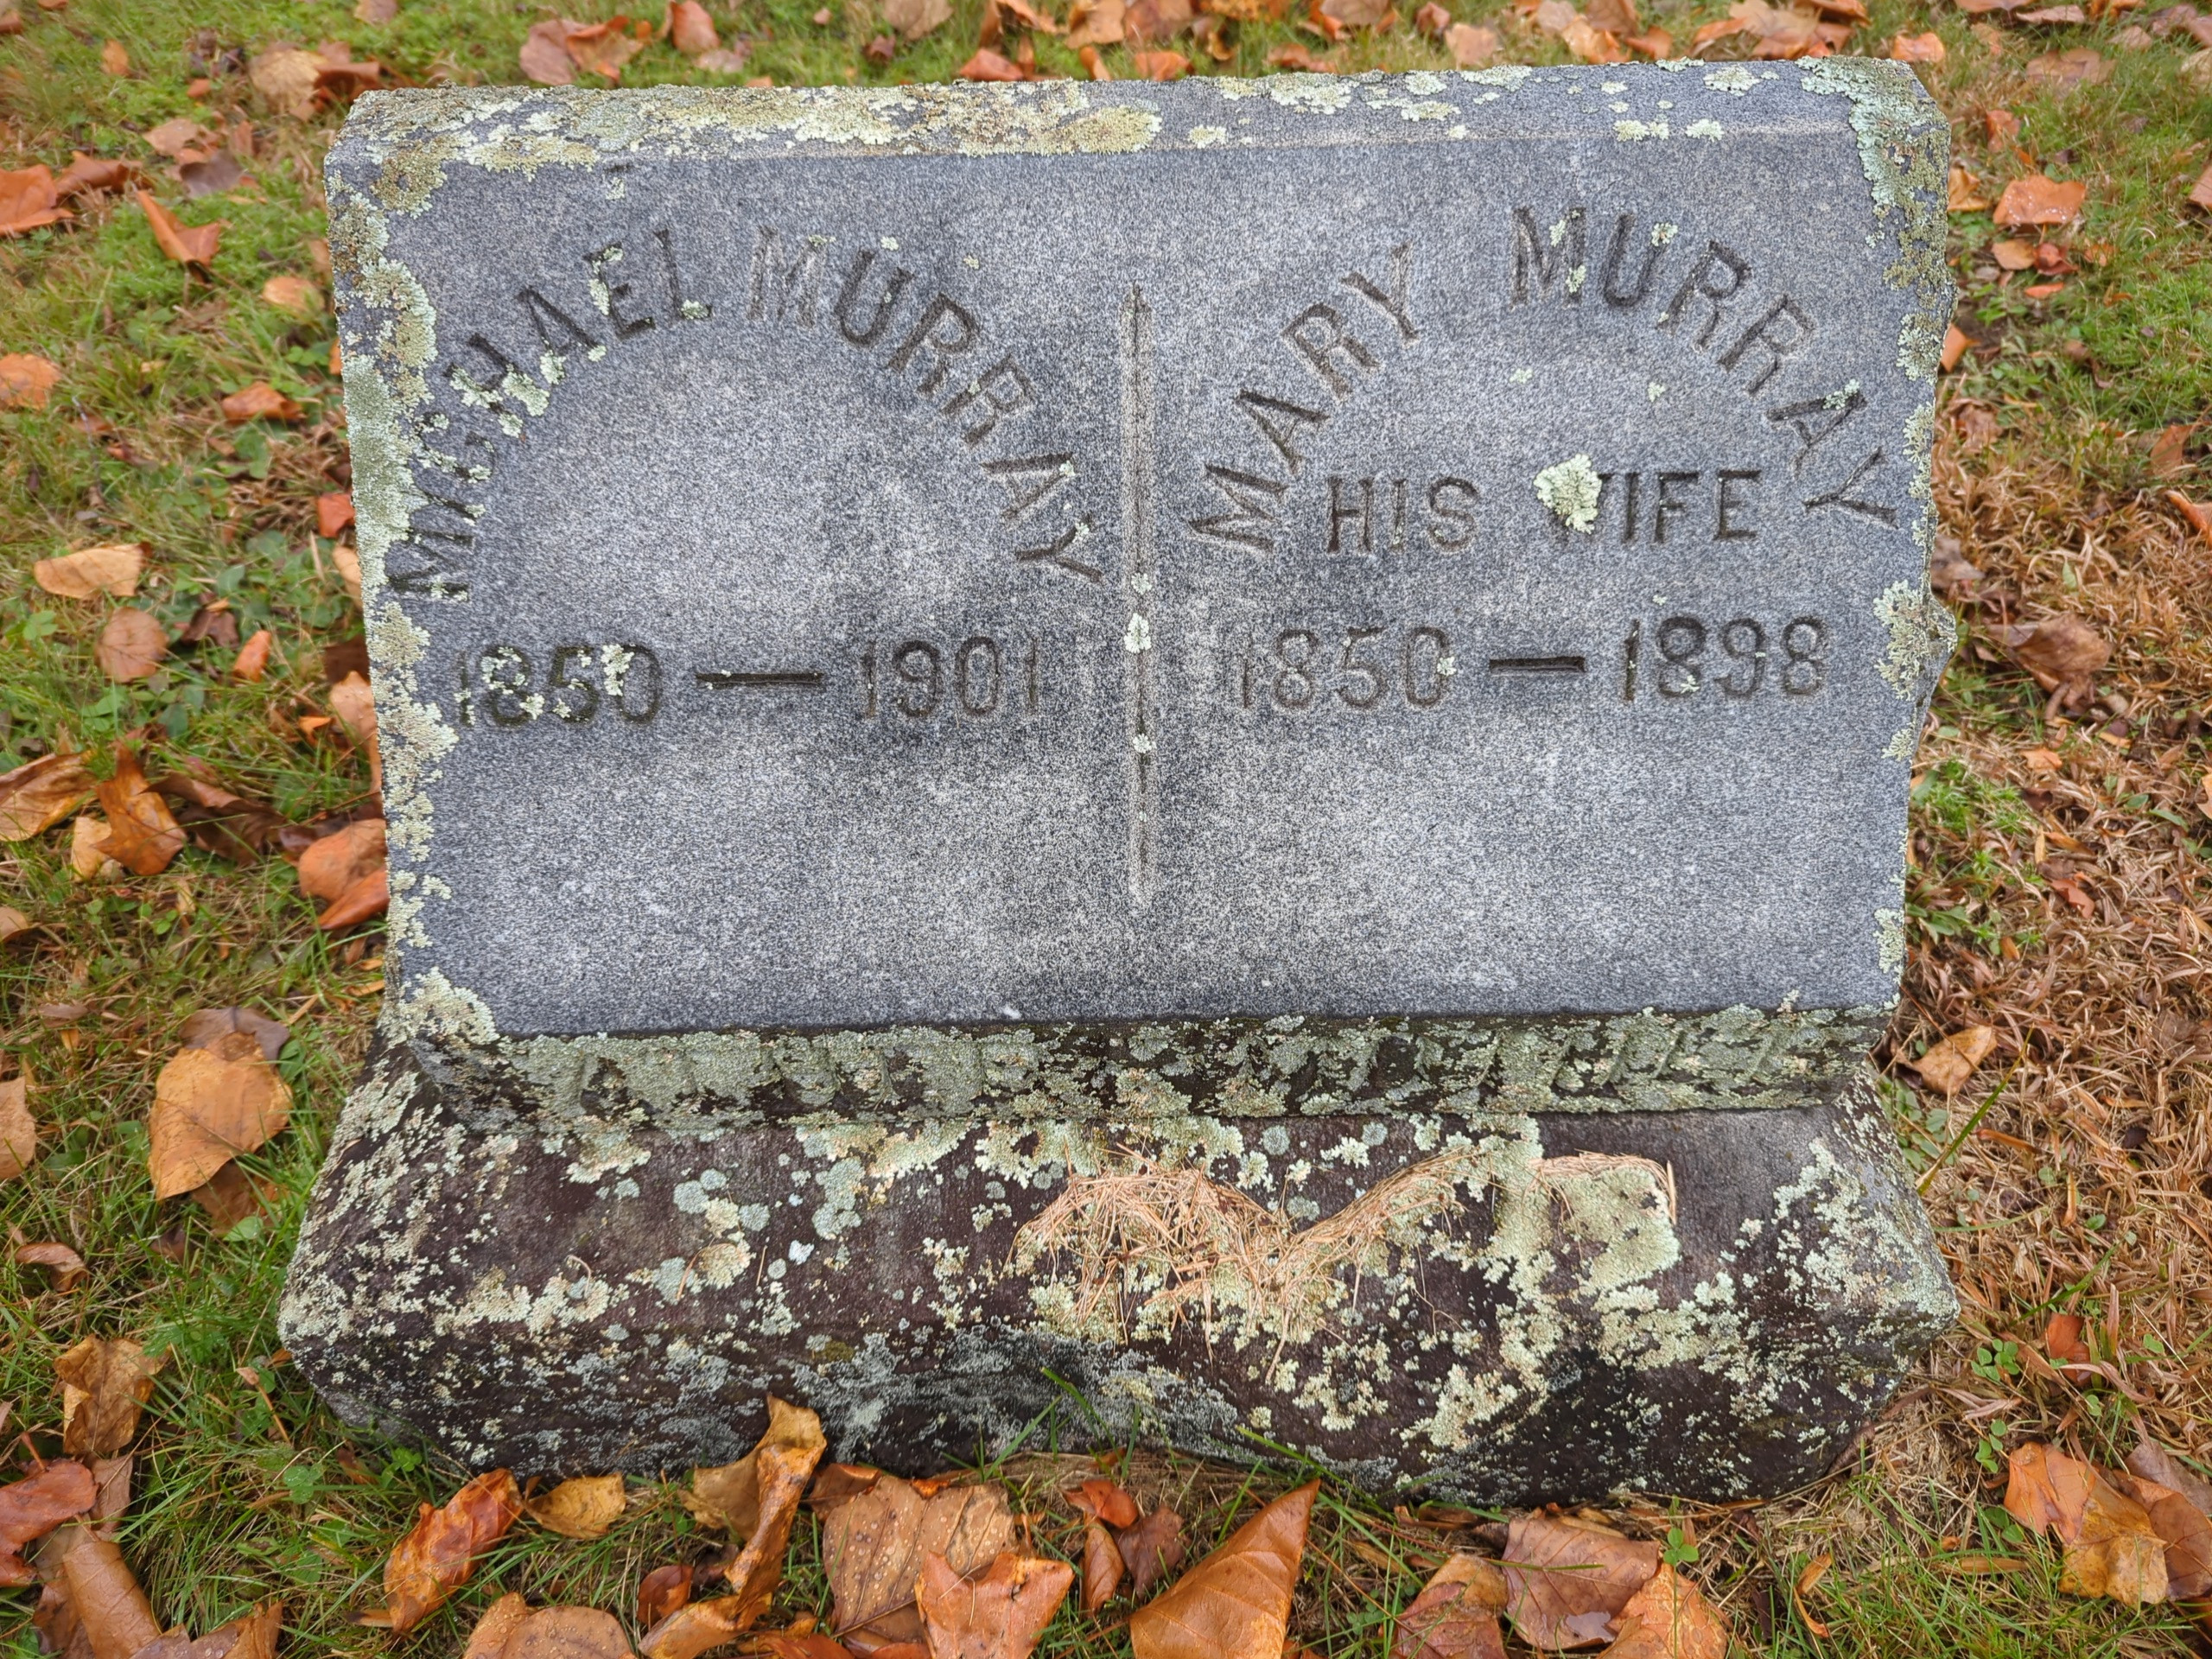 MICHAEL MURRAY
1850 — 1901
MARY MURRAY
HIS WIFE
1850 — 1898